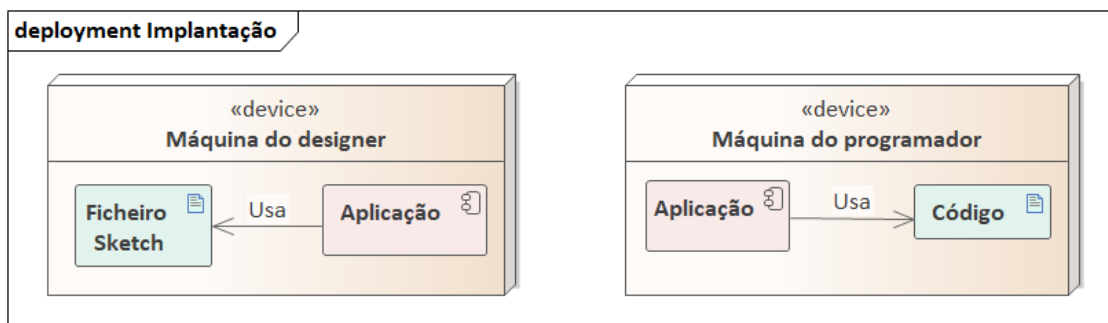 deployment Implantação
«device»
Máquina do designer
Ficheiro
Sketch
Usa
Aplicação
«device»
Máquina do programador
Aplicação
Usa
Código